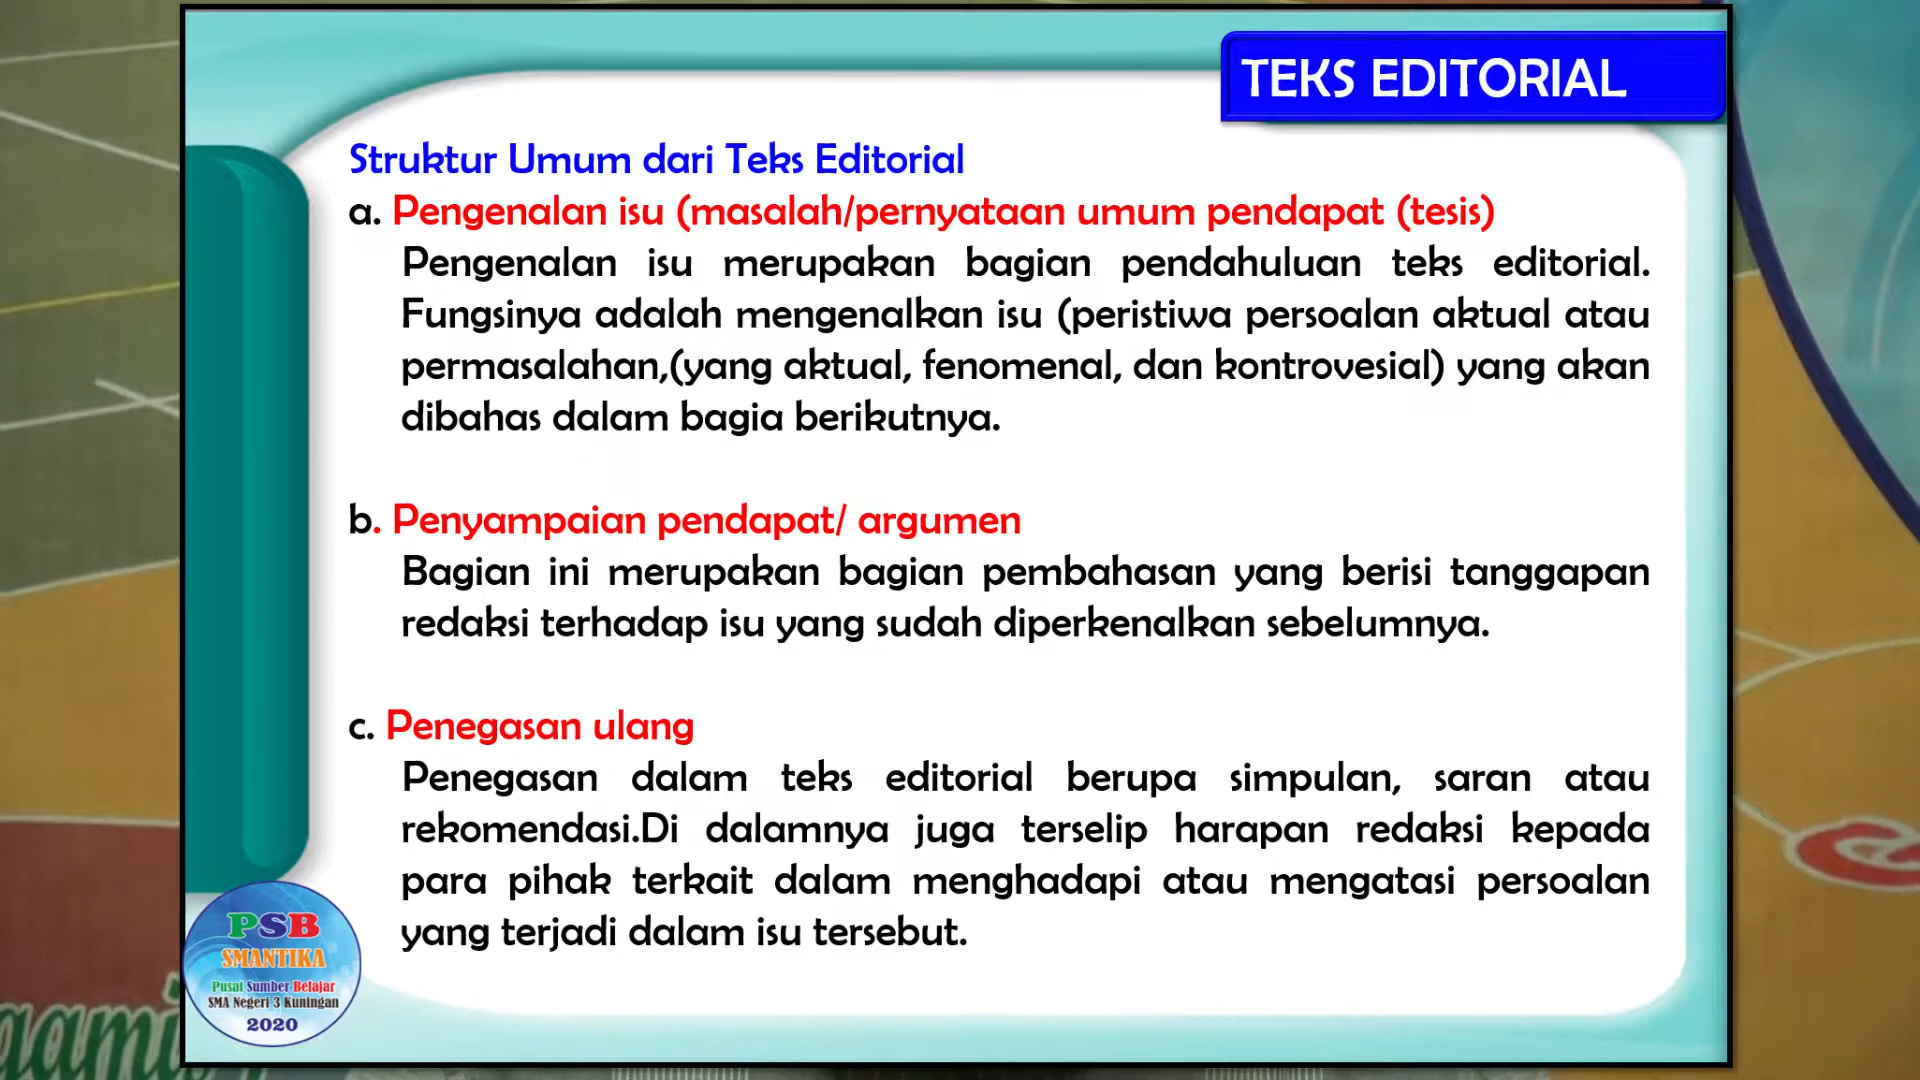 TEKS EDITORIAL
Struktur Umum dari Teks Editorial
a. Pengenalan isu (masalah/pernyataan umum pendapat (tesis)
Pengenalan isu merupakan bagian pendahuluan teks editorial.
Fungsinya adalah mengenalkan isu (peristiwa persoalan aktual atau
permasalahan,(yang aktual, fenomenal, dan kontrovesial) yang akan
dibahas dalam bagia berikutnya.
b. Penyampaian pendapat/ argumen
Bagian ini merupakan bagian pembahasan yang berisi tanggapan
redaksi terhadap isu yang sudah diperkenalkan sebelumnya.
c. Penegasan ulang
Penegasan dalam teks editorial berupa simpulan, saran atau
rekomendasi.Di dalamnya juga terselip harapan redaksi kepada
para pihak terkait dalam menghadapi atau mengatasi persoalan
yang terjadi dalam isu tersebut.
PSB
SMANTIKA
Pusat Sumber Belajar
SMA Negeri 3 Kuningan
2020